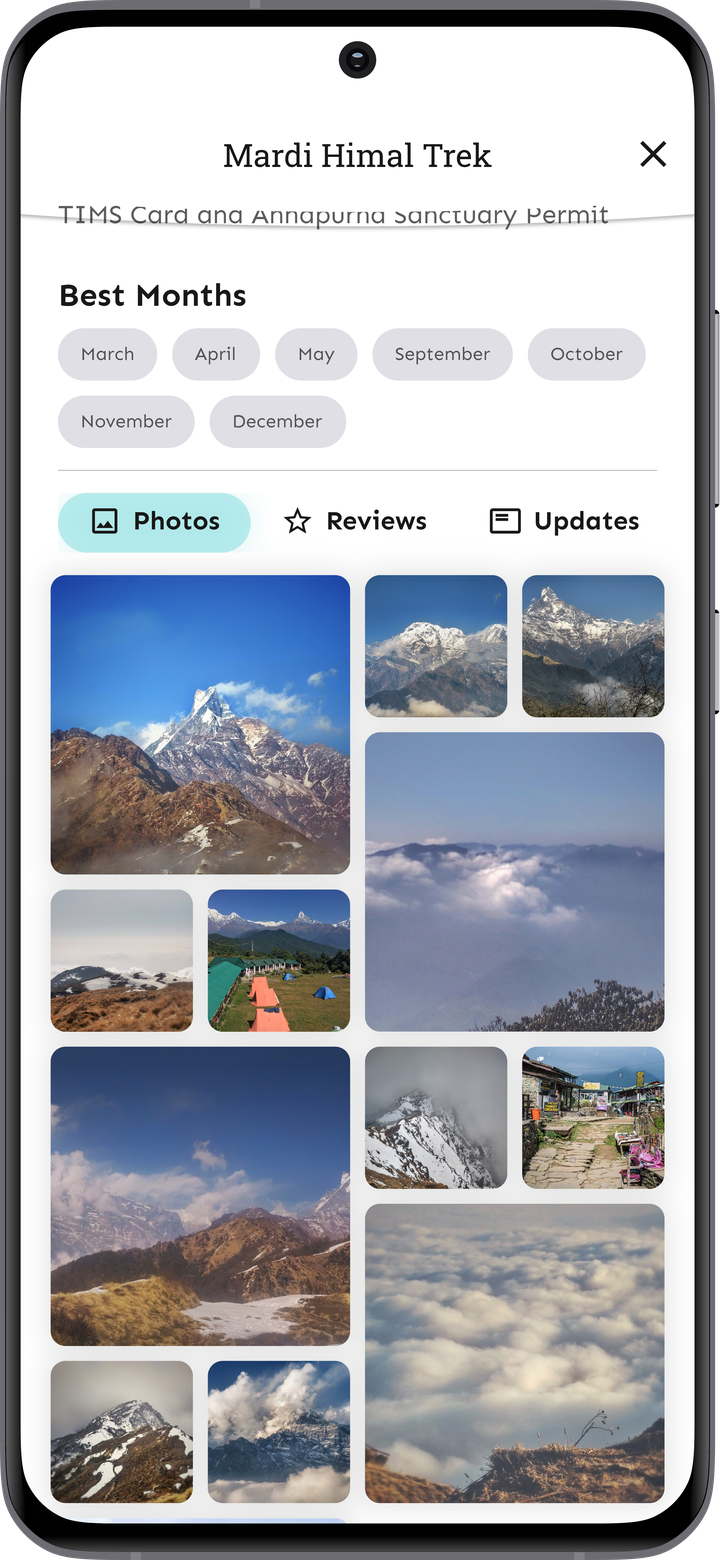 Mardi Himal Trek
TIMS Card and Annapurna Sanctuary Permit
Best Months
March April May September October
November December
Photos Reviews Updates